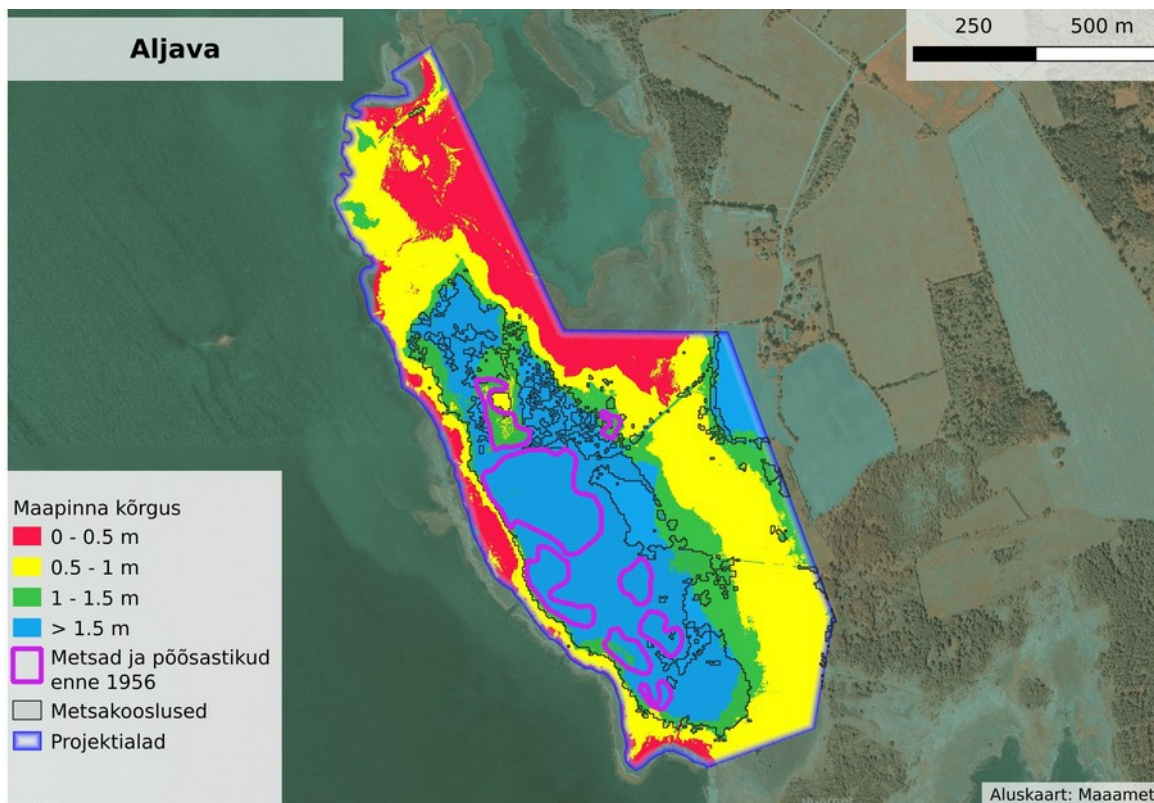 Aljava
250 500 m
Maapinna kõrgus
0 - 0.5 m
0.5 - 1 m
1 - 1.5 m
> 1.5 m
Metsad ja põõsastikud
enne 1956
Metsakooslused
Projektialad
Aluskaart: Maaamet